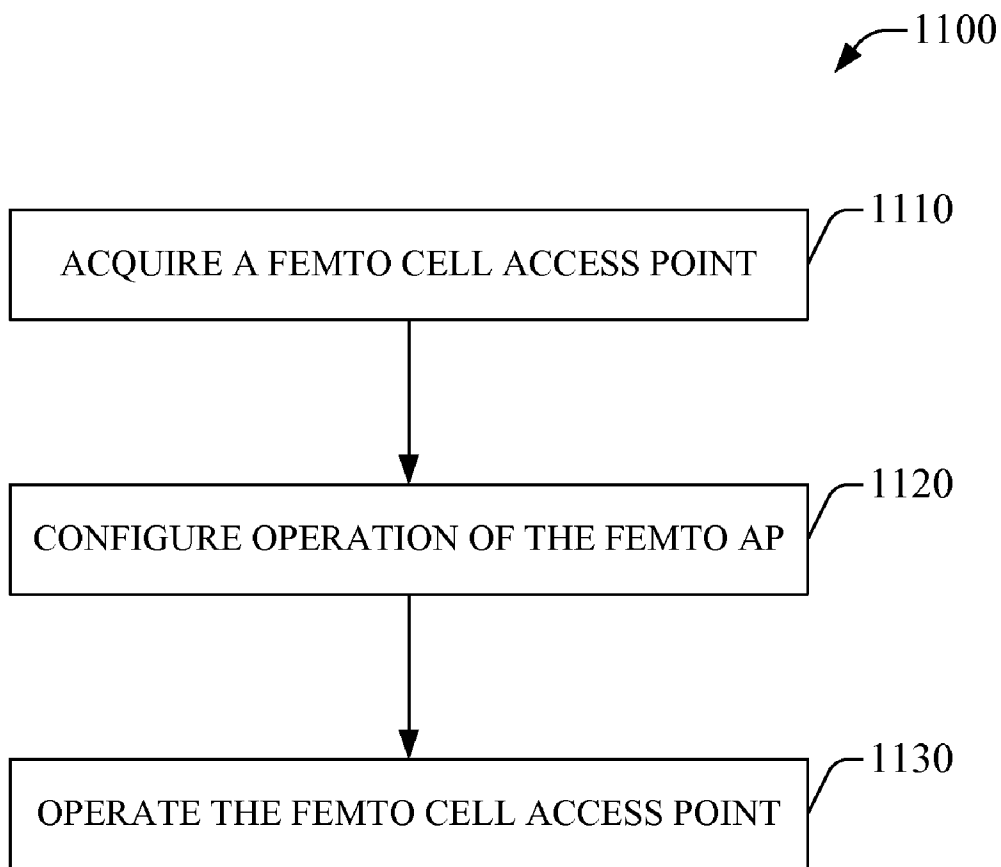 1100
1110
ACQUIRE A FEMTO CELL ACCESS POINT
1120
CONFIGURE OPERATION OF THE FEMTO AP
1130
OPERATE THE FEMTO CELL ACCESS POINT